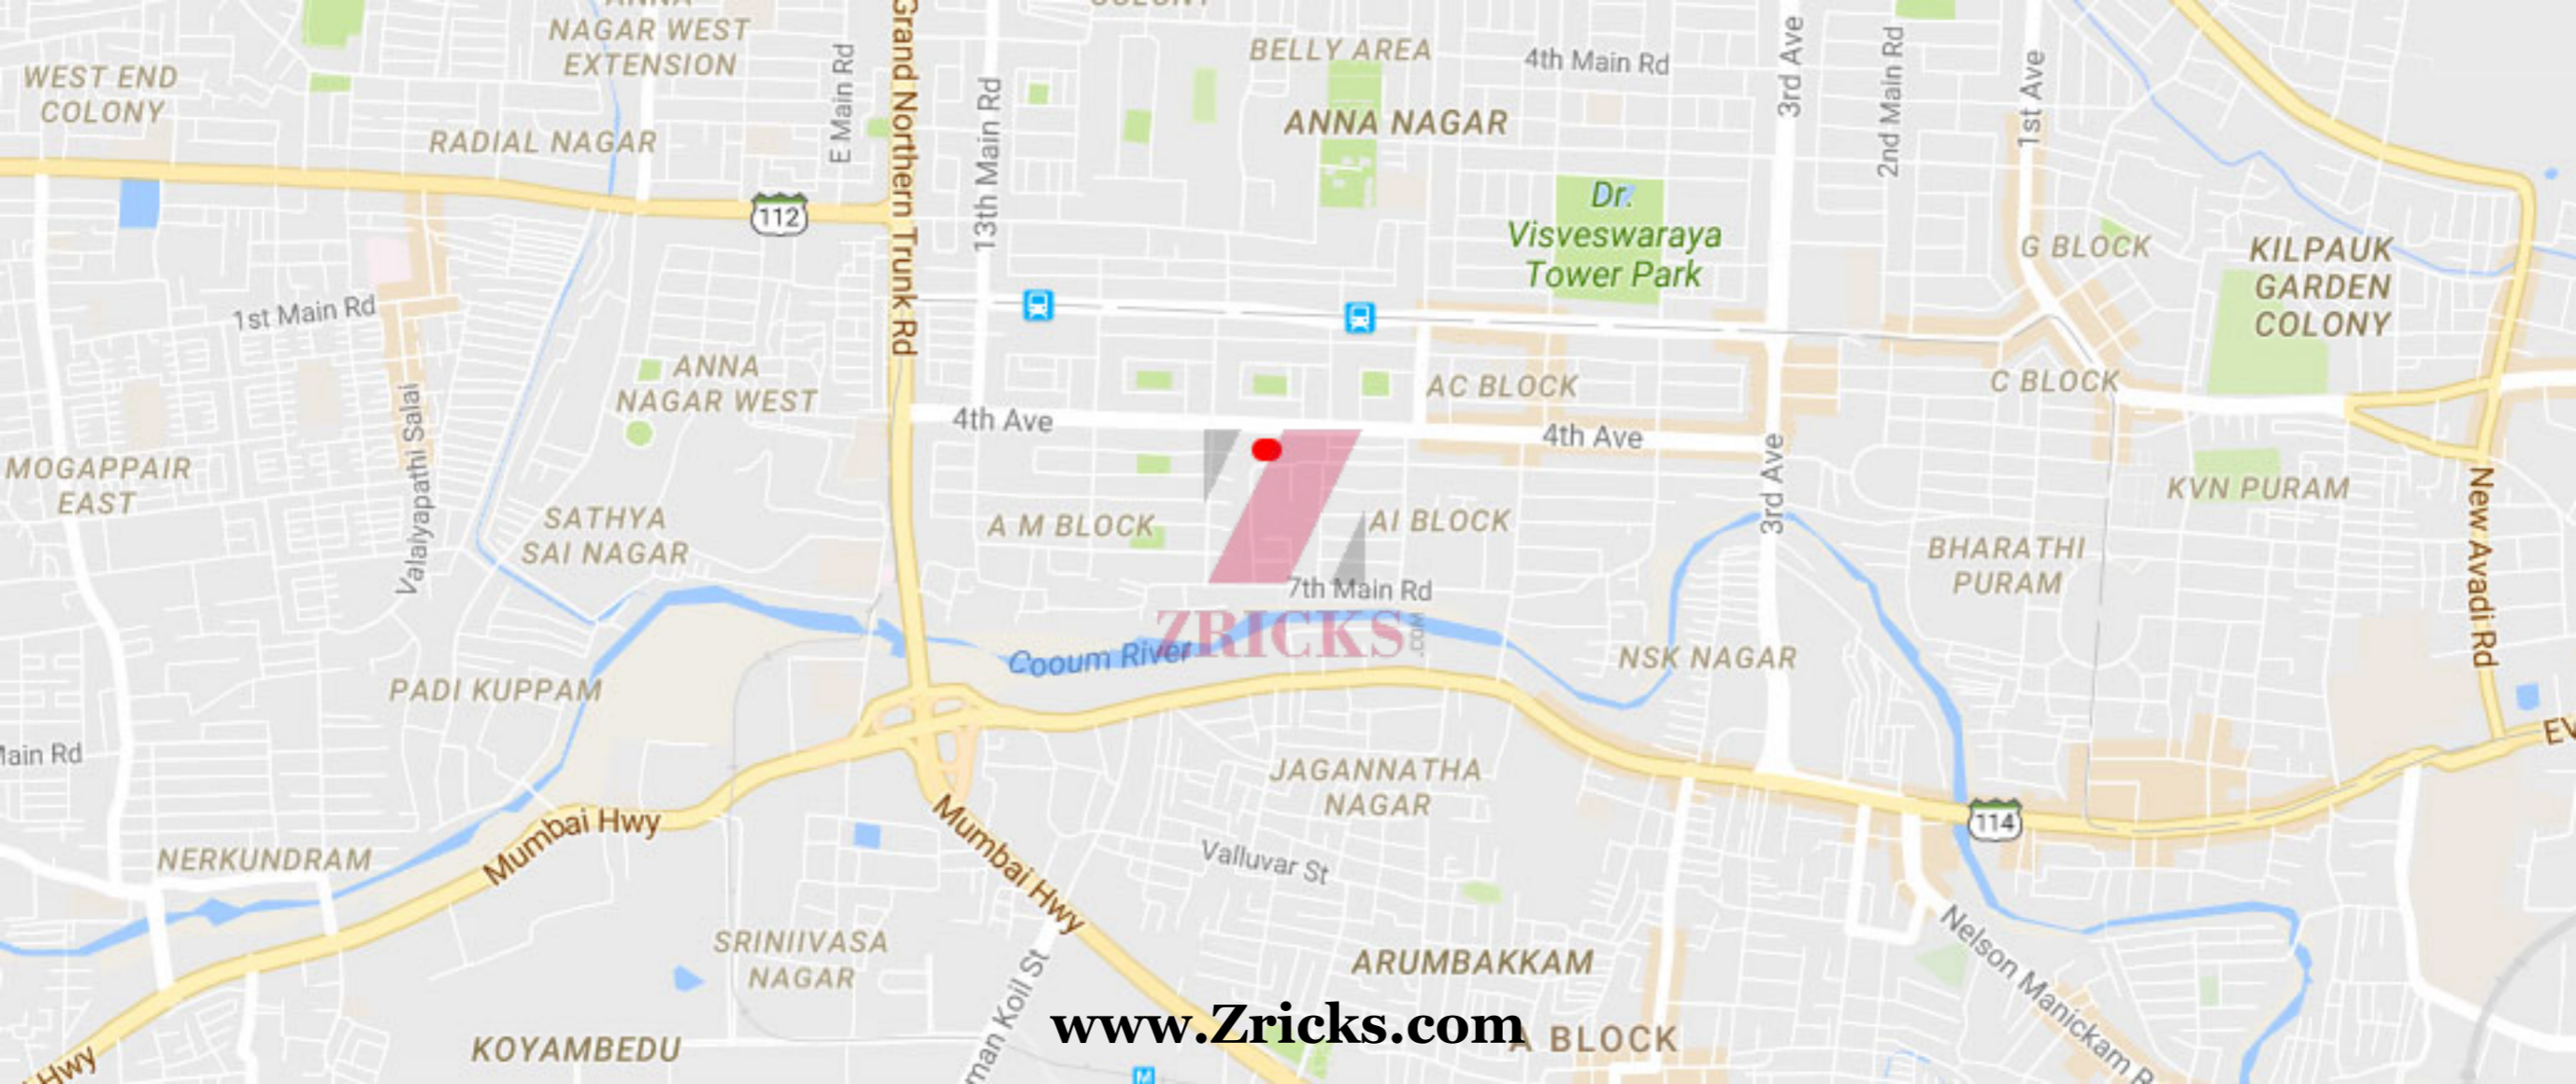 NAGAR WEST
EXTENSION
BELLY AREA
4th Main Rd
3rd Ave
2nd Main Rd
1st Ave
WEST END
COLONY
E Main Rd
Grand Northern Trunk Rd
13th Main Rd
ANNA NAGAR
RADIAL NAGAR
112
Dr.
Visveswaraya
Tower Park
G BLOCK
KILPAUK
GARDEN
COLONY
1st Main Rd
ANNA
NAGAR WEST
Valaiyapathi Salai
AC BLOCK
C BLOCK
4th Ave
4th Ave
3rd Ave
MOGAPPAIR
EAST
KVN PURAM
New Avadi Rd
SATHYA
SAI NAGAR
A M BLOCK
AI BLOCK
BHARATHI
PURAM
7th Main Rd
ZRICKS
.COM
Cooum River
NSK NAGAR
PADI KUPPAM
Main Rd
JAGANNATHA
NAGAR
Mumbai Hwy
Mumbai Hwy
114
Valluvar St
NERKUNDRAM
SRINIIVASA
NAGAR
ARUMBAKKAM
Nelson Manickam R
man Koil St
www.Zricks.com
A BLOCK
KOYAMBEDU
Hwy
M